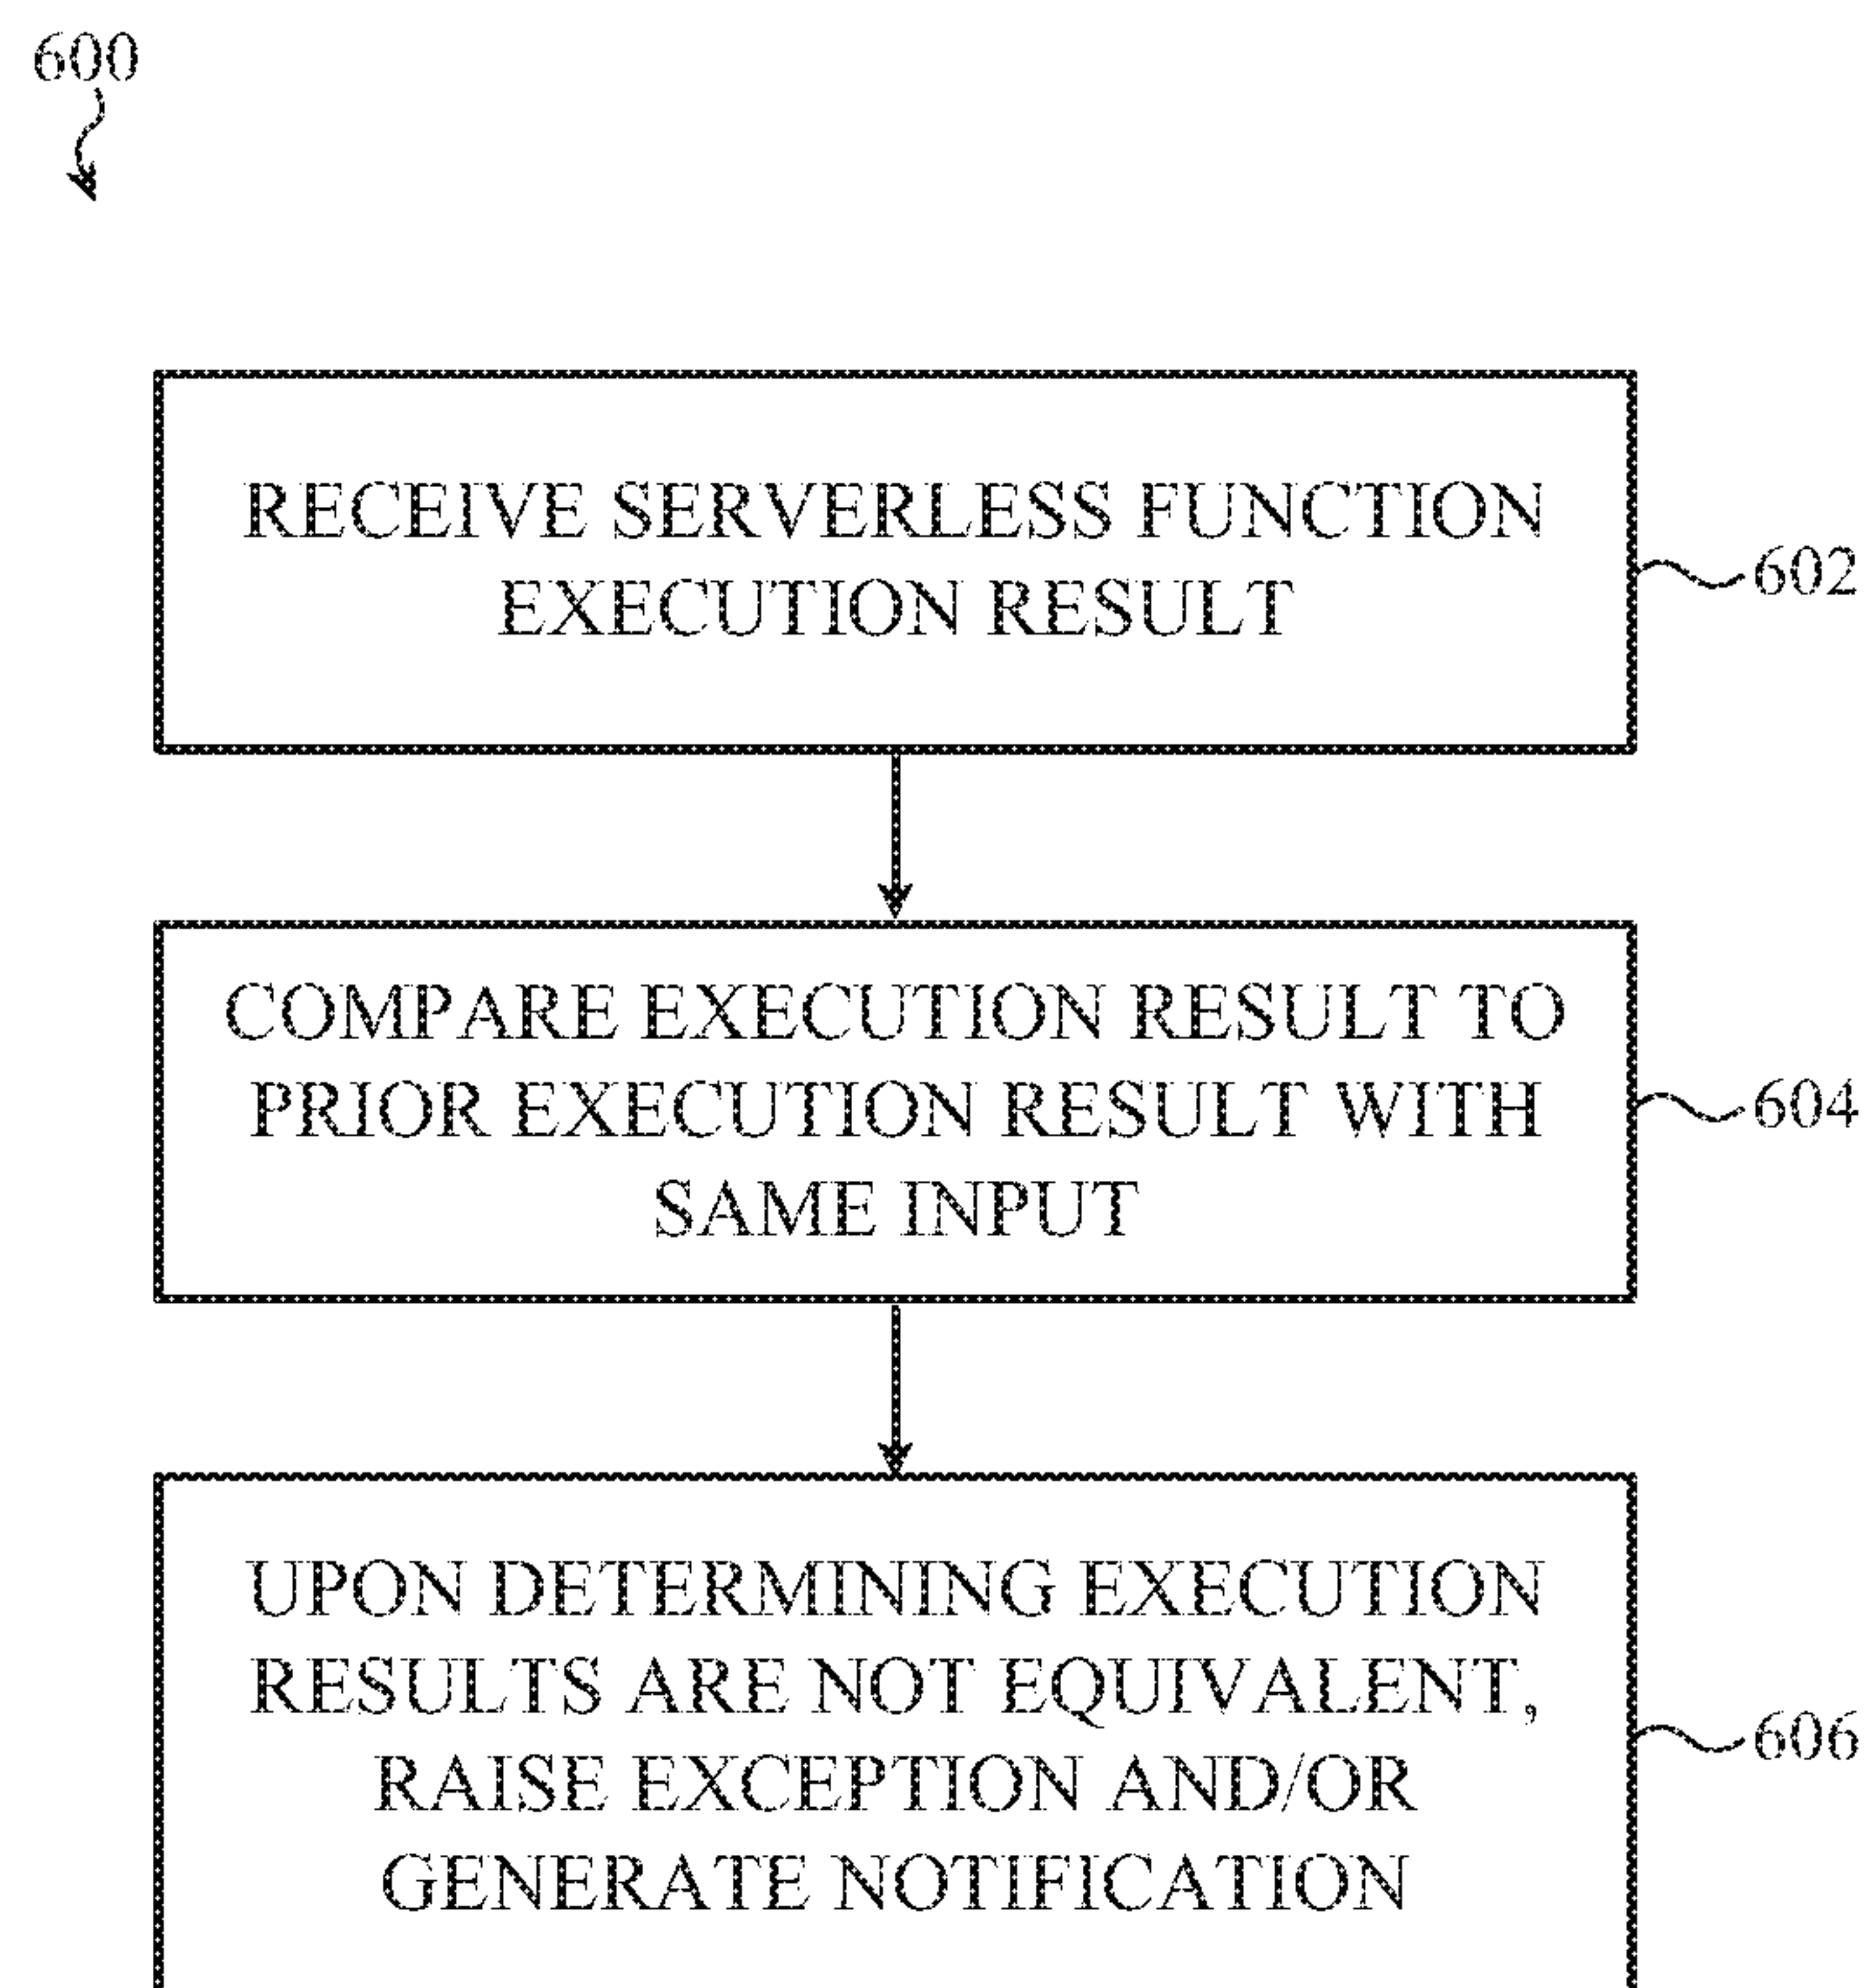 600
RECEIVE SERVERLESS FUNCTION
EXECUTION RESULT
602
COMPARE EXECUTION RESULT TO
PRIOR EXECUTION RESULT WITH
SAME INPUT
604
UPON DETERMINING EXECUTION
RESULTS ARE NOT EQUIVALENT,
RAISE EXCEPTION AND/OR
GENERATE NOTIFICATION
606